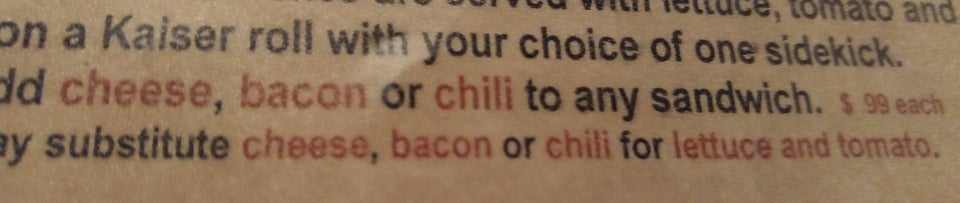 served with lettuce, tomato and
on a Kaiser roll with your choice of one sidekick.
dd cheese, bacon or chili to any sandwich. $ 99 each
ay substitute cheese, bacon or chili for lettuce and tomato.